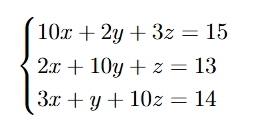 10x + 2y + 3z = 15
2x + 10y + z = 13
3x + y + 10z = 14